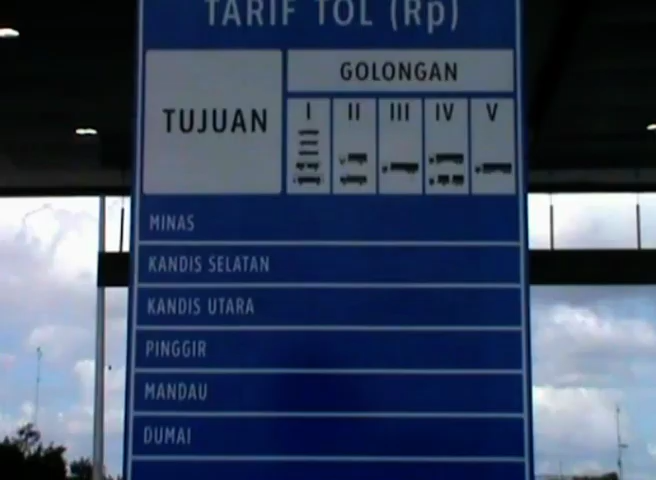 TARIF TOL (Rp)
TUJUAN
GOLONGAN
I II III IV V
MINAS
KANDIS SELATAN
KANDIS UTARA
PINGGIR
MANDAU
DUMAI